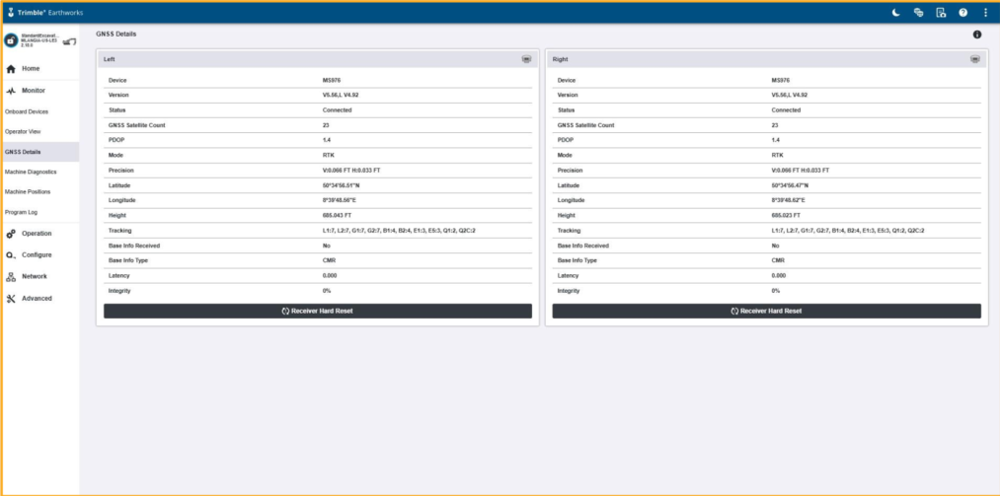 Trimble® Earthworks
StandardExcavat...
MLANGIA-US-LES
2.18.0
Home
Monitor
Onboard Devices
Operator View
GNSS Details
Machine Diagnostics
Machine Positions
Program Log
Operation
Configure
Network
Advanced
GNSS Details
Left
Device MS976
Version V5.56,L V4.92
Status Connected
GNSS Satellite Count 23
PDOP 1.4
Mode RTK
Precision V:0.066 FT H:0.033 FT
Latitude 50°34'56.51"N
Longitude 8°39'48.56"E
Height 685.043 FT
Tracking L1:7, L2:7, G1:7, G2:7, B1:4, B2:4, E1:3, E5:3, Q1:2, Q2C:2
Base Info Received No
Base Info Type CMR
Latency 0.000
Integrity 0%
Receiver Hard Reset
Right
Device MS976
Version V5.56,L V4.92
Status Connected
GNSS Satellite Count 23
PDOP 1.4
Mode RTK
Precision V:0.066 FT H:0.033 FT
Latitude 50°34'56.47"N
Longitude 8°39'48.62"E
Height 685.023 FT
Tracking L1:7, L2:7, G1:7, G2:7, B1:4, B2:4, E1:3, E5:3, Q1:2, Q2C:2
Base Info Received No
Base Info Type CMR
Latency 0.000
Integrity 0%
Receiver Hard Reset